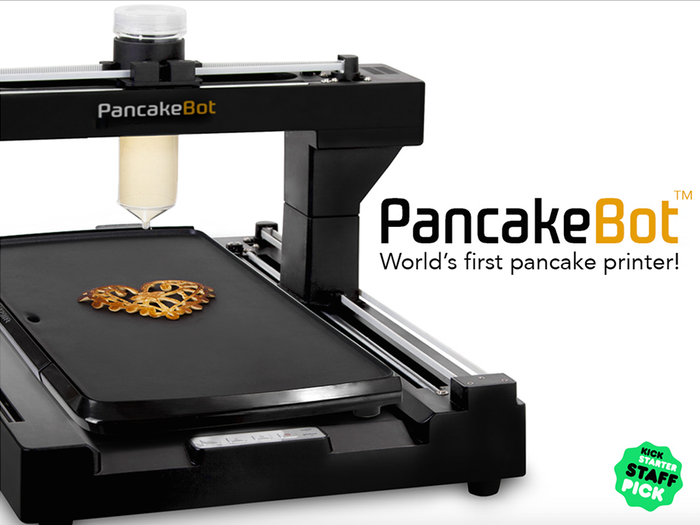 PancakeBot
PancakeBot™
World's first pancake printer!
KICK
STARTER
STAFF
PICK